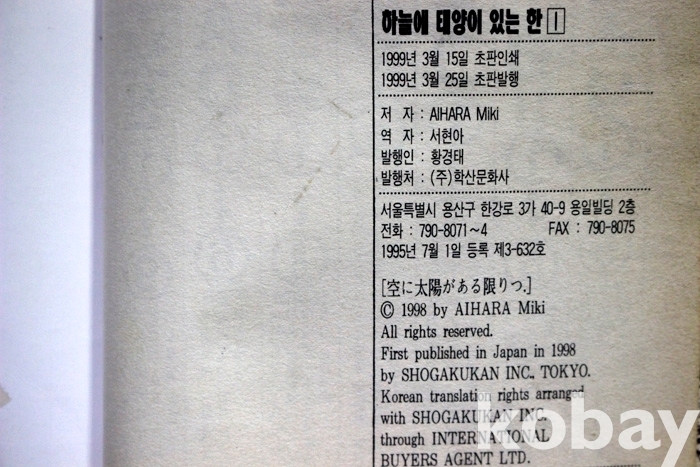 하늘에 태양이 있는 한 1
1999년 3월 15일 초판인쇄
1999년 3월 25일 초판발행
저 자 : AIHARA Miki
역 자 : 서현아
발행인 : 황경태
발행처 : (주)학산문화사
서울특별시 용산구 한강로 3가 40-9 용일빌딩 2층
전화 : 790-8071~4 FAX : 790-8075
1995년 7월 1일 등록 제3-632호
[空に太陽がある限りつ.]
© 1998 by AIHARA Miki
All rights reserved.
First published in Japan in 1998
by SHOGAKUKAN INC., TOKYO.
Korean translation rights arranged
with SHOGAKUKAN INC.
through INTERNATIONAL
BUYERS AGENT LTD.
kobay